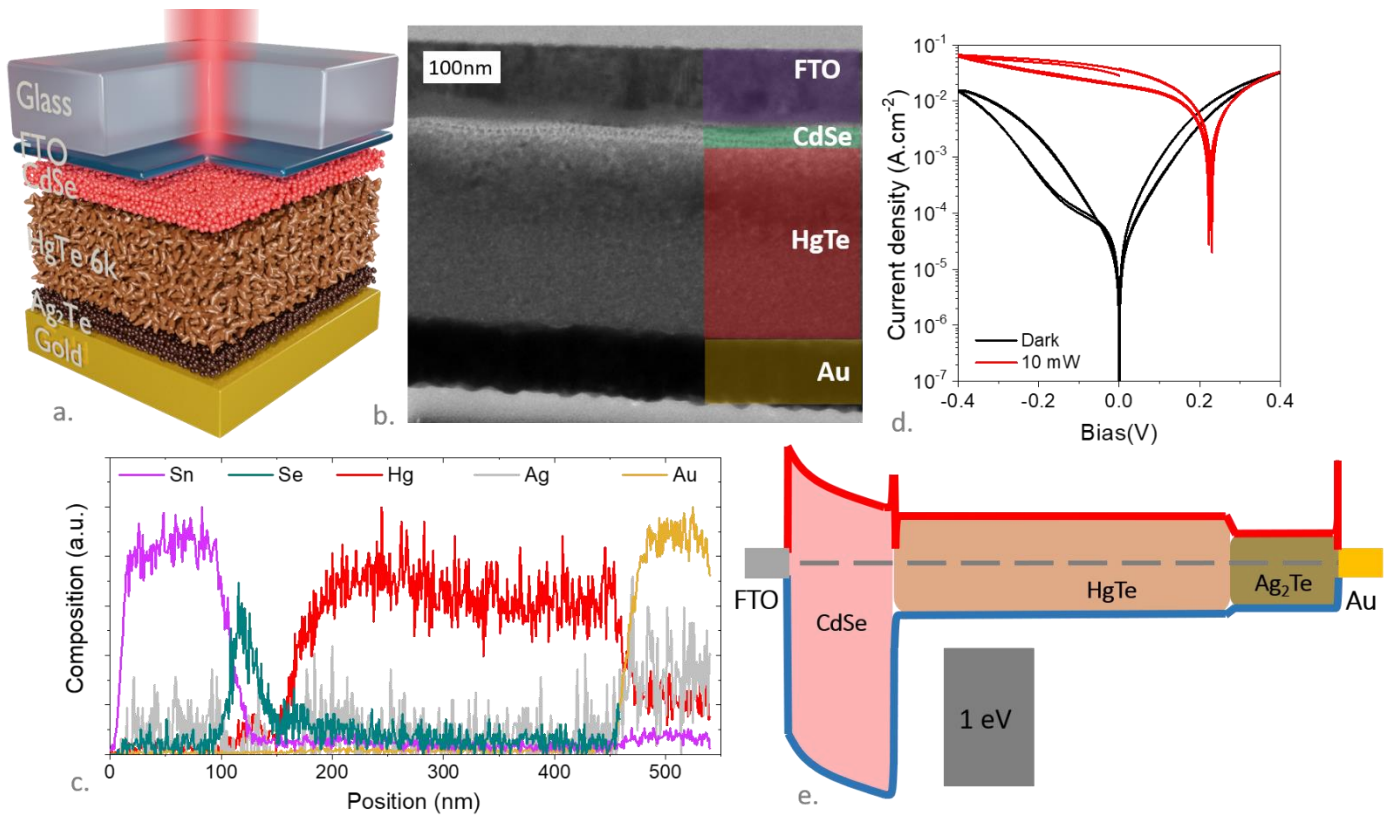 Glass
FTO
CdSe
HgTe 6k
Ag₂Te
Gold
a.
100nm
FTO
CdSe
HgTe
Au
b.
Current density (A.cm⁻²)
10⁻¹
10⁻²
10⁻³
10⁻⁴
10⁻⁵
10⁻⁶
10⁻⁷
Dark
10 mW
-0.4 -0.2 0.0 0.2 0.4
Bias(V)
d.
Composition (a.u.)
Sn Se Hg Ag Au
0 100 200 300 400 500
Position (nm)
c.
FTO
CdSe
HgTe
Ag₂Te
Au
1 eV
e.